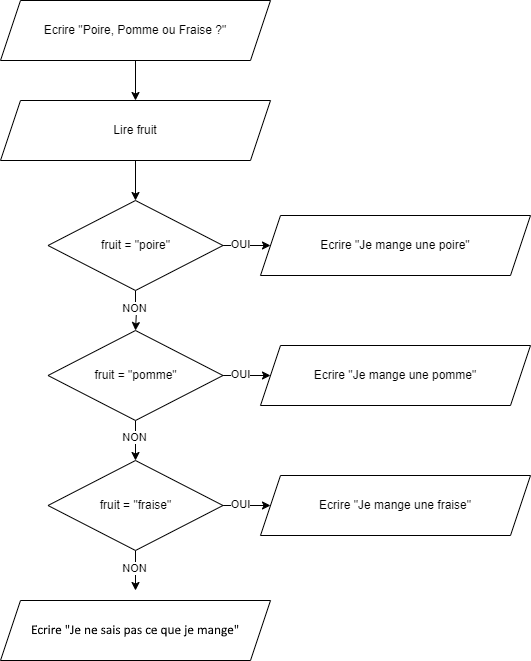 Ecrire "Poire, Pomme ou Fraise ?"
Lire fruit
fruit = "poire"
OUI
Ecrire "Je mange une poire"
NON
fruit = "pomme"
OUI
Ecrire "Je mange une pomme"
NON
fruit = "fraise"
OUI
Ecrire "Je mange une fraise"
NON
Ecrire "Je ne sais pas ce que je mange"